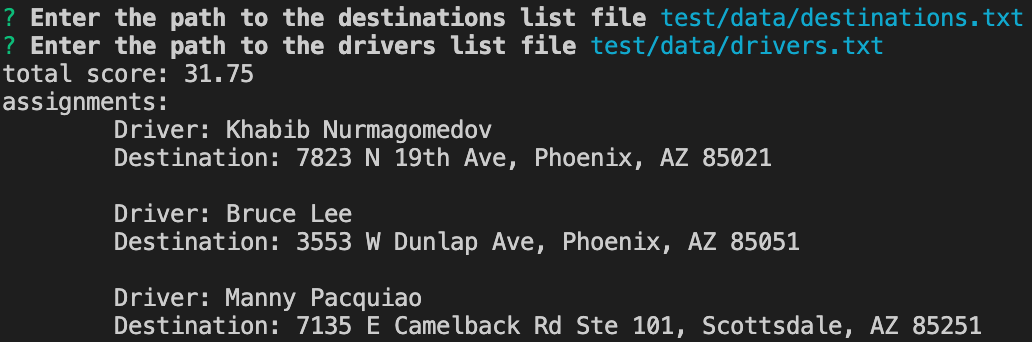 ? Enter the path to the destinations list file test/data/destinations.txt
? Enter the path to the drivers list file test/data/drivers.txt
total score: 31.75
assignments:
Driver: Khabib Nurmagomedov
Destination: 7823 N 19th Ave, Phoenix, AZ 85021
Driver: Bruce Lee
Destination: 3553 W Dunlap Ave, Phoenix, AZ 85051
Driver: Manny Pacquiao
Destination: 7135 E Camelback Rd Ste 101, Scottsdale, AZ 85251